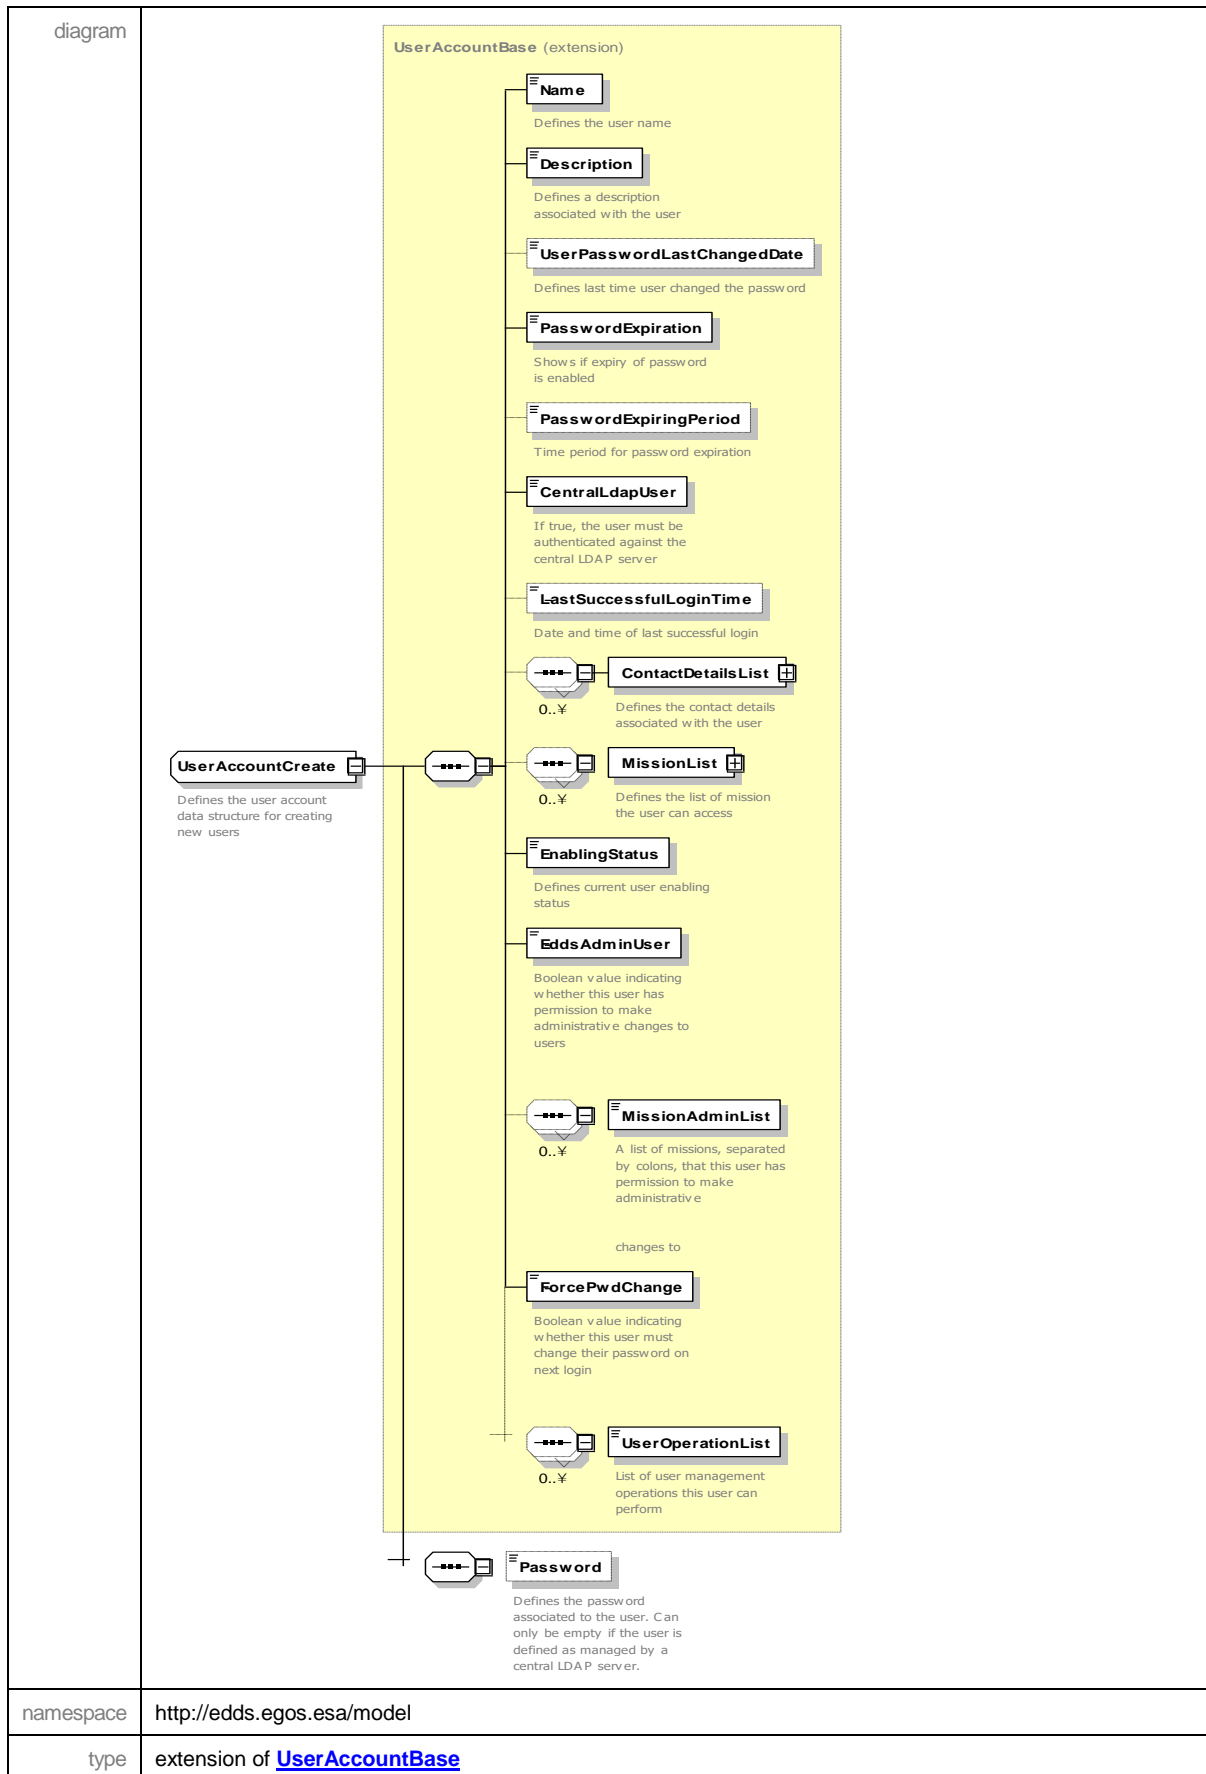 diagram
UserAccountBase (extension)
Name
Defines the user name
Description
Defines a description
associated with the user
UserPasswordLastChangedDate
Defines last time user changed the password
PasswordExpiration
Shows if expiry of password
is enabled
PasswordExpiringPeriod
Time period for password expiration
CentralLdapUser
If true, the user must be
authenticated against the
central LDAP server
LastSuccessfulLoginTime
Date and time of last successful login
ContactDetailsList
0..¥
Defines the contact details
associated with the user
UserAccountCreate
Defines the user account
data structure for creating
new users
MissionList
0..¥
Defines the list of mission
the user can access
EnablingStatus
Defines current user enabling
status
EddsAdminUser
Boolean value indicating
whether this user has
permission to make
administrative changes to
users
MissionAdminList
0..¥
A list of missions, separated
by colons, that this user has
permission to make
administrative
changes to
ForcePwdChange
Boolean value indicating
whether this user must
change their password on
next login
UserOperationList
0..¥
List of user management
operations this user can
perform
Password
Defines the password
associated to the user. Can
only be empty if the user is
defined as managed by a
central LDAP server.
namespace http://edds.egos.esa/model
type extension of UserAccountBase